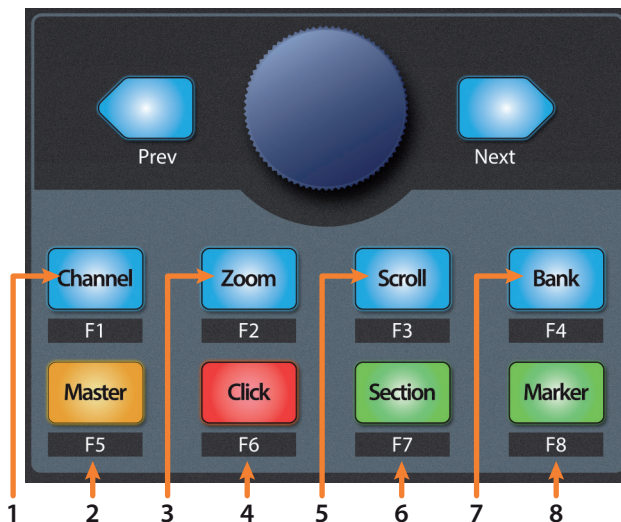 Prev Next
Channel Zoom Scroll Bank
F1 F2 F3 F4
Master Click Section Marker
F5 F6 F7 F8
1 2 3 4 5 6 7 8